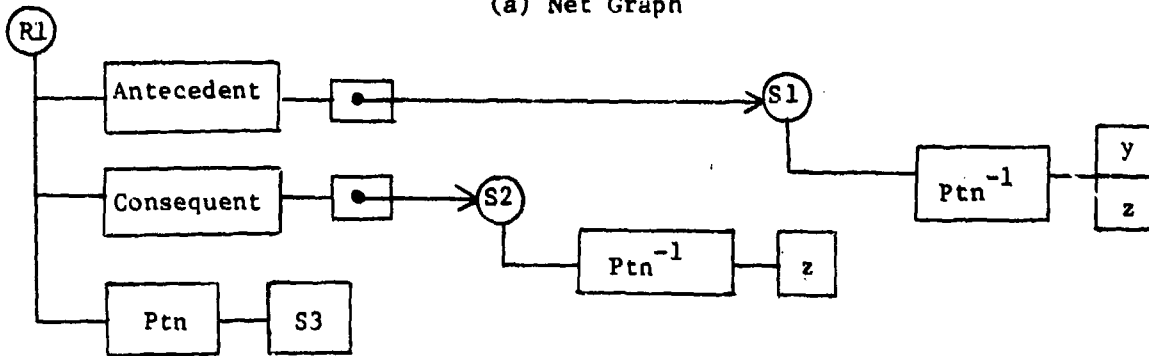 (a) Net Graph
R1
Antecedent
S1
Ptn⁻¹
y
z
Consequent
S2
Ptn⁻¹
z
Ptn
S3